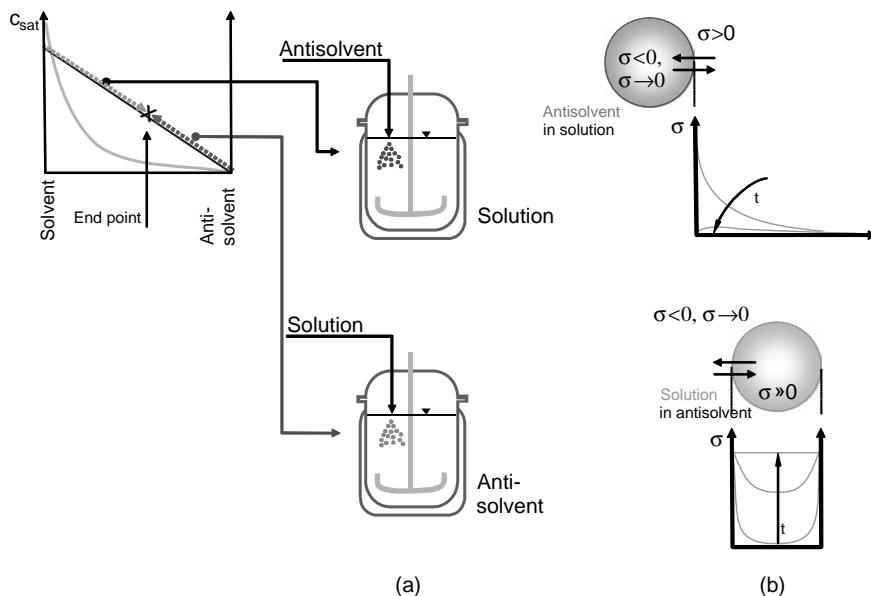 c_sat
Solvent
End point
Anti-
solvent
Antisolvent
Solution
Solution
Anti-
solvent
(a)
σ>0
σ<0,
σ→0
Antisolvent
in solution
σ
t
σ<0, σ→0
σ»0
Solution
in antisolvent
σ
t
(b)